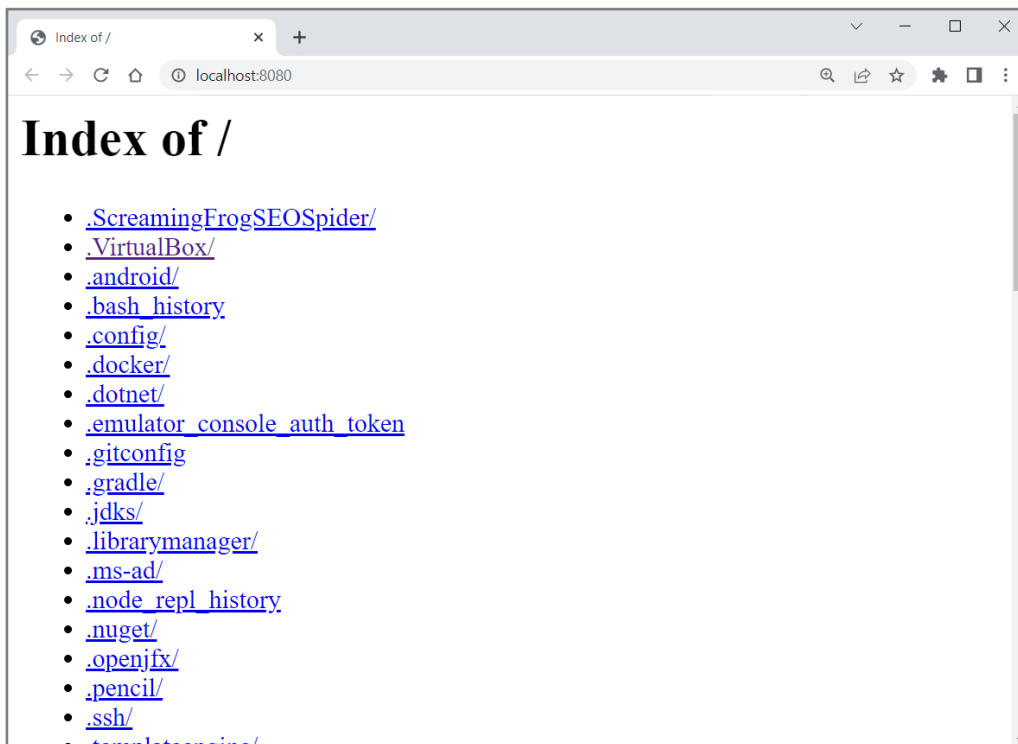 Index of /
localhost:8080
Index of /
.ScreamingFrogSEOSpider/
.VirtualBox/
.android/
.bash_history
.config/
.docker/
.dotnet/
.emulator_console_auth_token
.gitconfig
.gradle/
.jdks/
.librarymanager/
.ms-ad/
.node_repl_history
.nuget/
.openjfx/
.pencil/
.ssh/
.templateengine/